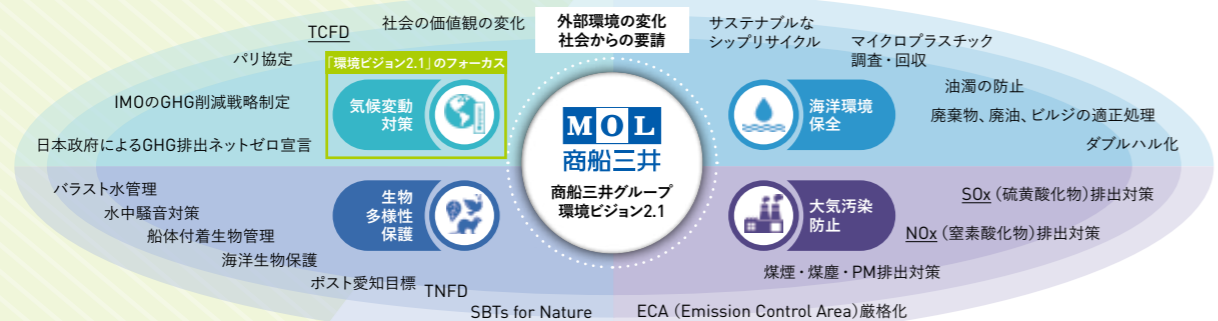 外部環境の変化
社会からの要請
社会の価値観の変化
TCFD
パリ協定
IMOのGHG削減戦略制定
日本政府によるGHG排出ネットゼロ宣言
「環境ビジョン2.1」のフォーカス
気候変動
対策
サステナブルな
シップリサイクル
マイクロプラスチック
調査・回収
油濁の防止
廃棄物、廃油、ビルジの適正処理
ダブルハル化
海洋環境
保全
MOL
商船三井
商船三井グループ
環境ビジョン2.1
バラスト水管理
水中騒音対策
船体付着生物管理
海洋生物保護
ポスト愛知目標
TNFD
SBTs for Nature
生物
多様性
保護
大気汚染
防止
SOx（硫黄酸化物）排出対策
NOx（窒素酸化物）排出対策
煤煙・煤塵・PM排出対策
ECA（Emission Control Area）厳格化